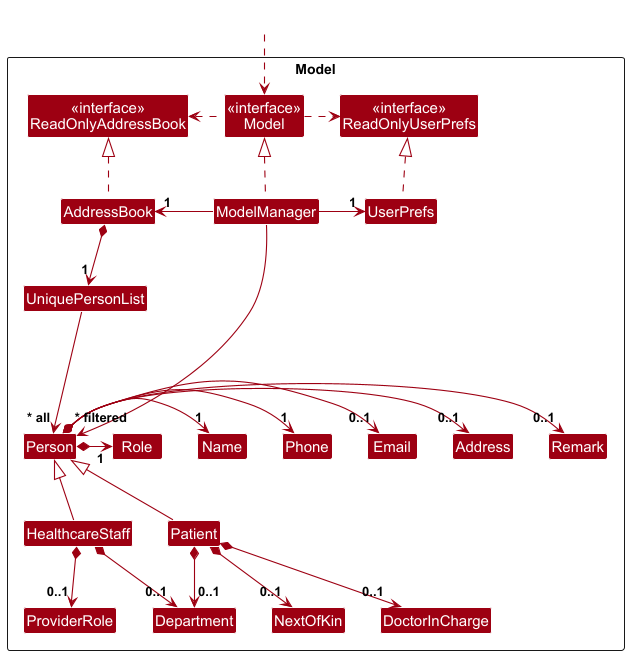 Model
«interface»
ReadOnlyAddressBook
«interface»
Model
«interface»
ReadOnlyUserPrefs
AddressBook
1
ModelManager
1
UserPrefs
1
UniquePersonList
* all
* filtered
1
1
0..1
0..1
0..1
Person
1
Role
Name
Phone
Email
Address
Remark
HealthcareStaff
Patient
0..1
0..1
0..1
0..1
0..1
ProviderRole
Department
NextOfKin
DoctorInCharge